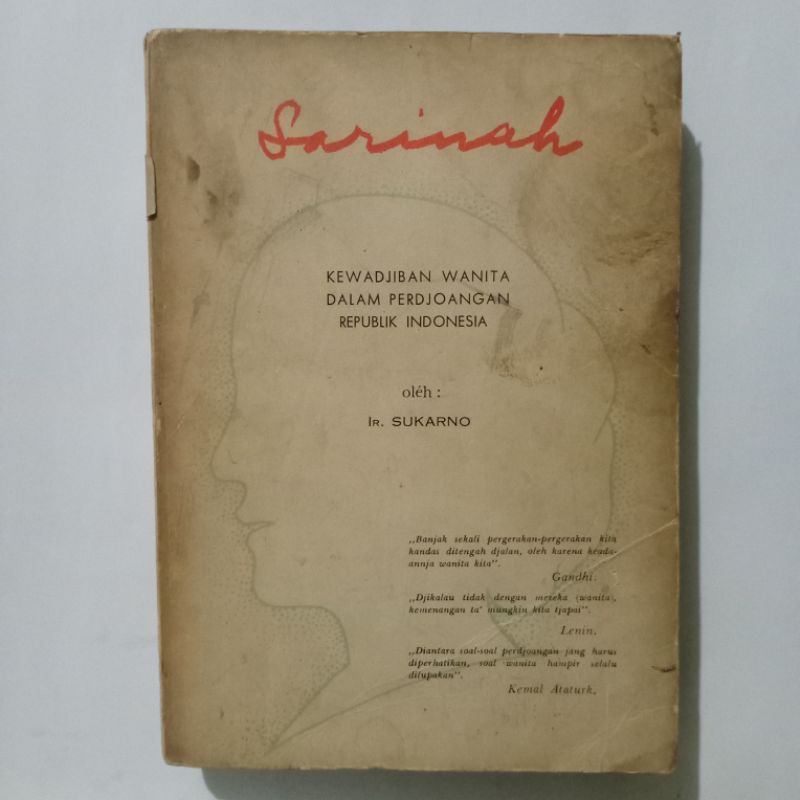 Sarinah
KEWADJIBAN WANITA
DALAM PERDJOANGAN
REPUBLIK INDONESIA
oléh :
Ir. SUKARNO
„Banjak sekali pergerakan-pergerakan kita
kandas ditengah djalan, oleh karena keada-
annja wanita kita”.
Gandhi.
„Djikalau tidak dengan mereka (wanita),
kemenangan ta' mungkin kita tjapai”.
Lenin.
„Diantara soal-soal perdjoangan jang harus
diperhatikan, soal wanita hampir selalu
dilupakan”.
Kemal Ataturk.